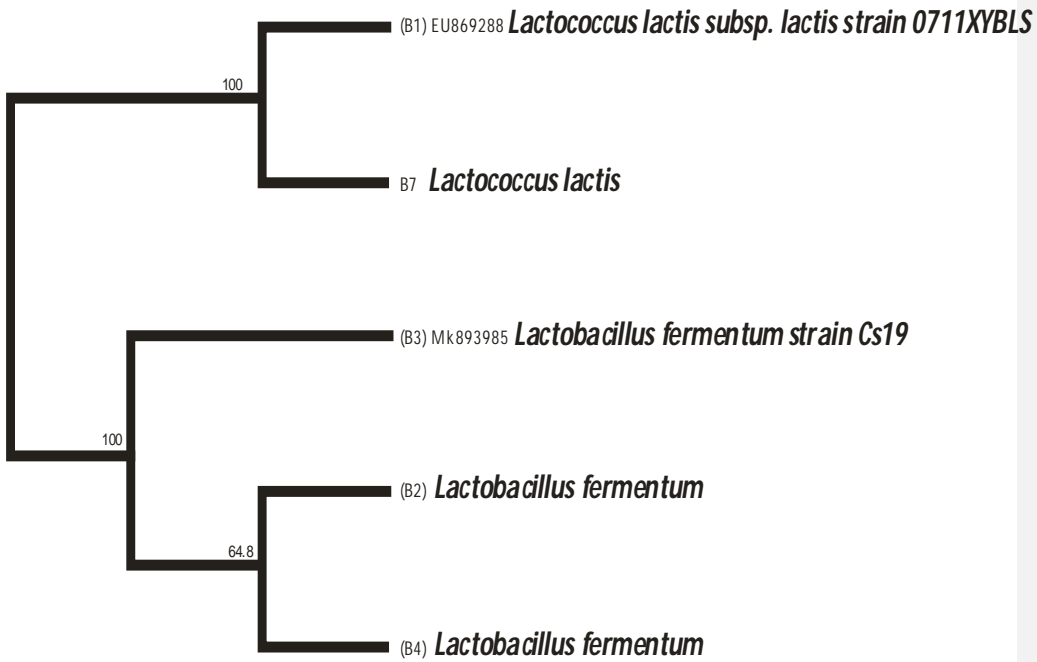 (B1) EU869288 Lactococcus lactis subsp. lactis strain 0711XYBLS
100
B7 Lactococcus lactis
(B3) Mk893985 Lactobacillus fermentum strain Cs19
100
(B2) Lactobacillus fermentum
64.8
(B4) Lactobacillus fermentum